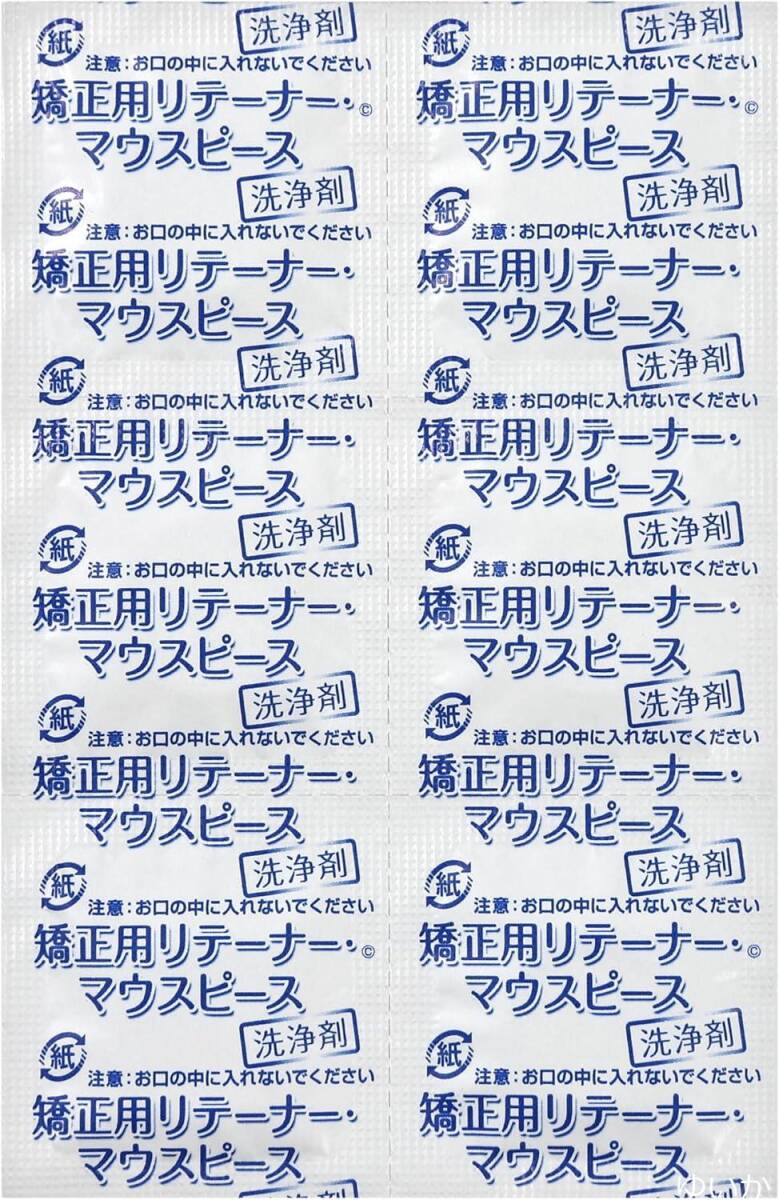 洗浄剤
紙
注意：お口の中に入れないでください
矯正用リテーナー・©
マウスピース
洗浄剤
紙
注意：お口の中に入れないでください
矯正用リテーナー・
マウスピース
洗浄剤
紙
注意：お口の中に入れないでください
矯正用リテーナー・
マウスピース
洗浄剤
紙
注意：お口の中に入れないでください
矯正用リテーナー・
マウスピース
洗浄剤
紙
注意：お口の中に入れないでください
矯正用リテーナー・
マウスピース
洗浄剤
紙
注意：お口の中に入れないでください
矯正用リテーナー・©
マウスピース
洗浄剤
紙
注意：お口の中に入れないでください
矯正用リテーナー・
マウスピース
洗浄剤
洗浄剤
紙
注意：お口の中に入れないでください
矯正用リテーナー・©
マウスピース
洗浄剤
紙
注意：お口の中に入れないでください
矯正用リテーナー・
マウスピース
洗浄剤
紙
注意：お口の中に入れないでください
矯正用リテーナー・
マウスピース
洗浄剤
紙
注意：お口の中に入れないでください
矯正用リテーナー・
マウスピース
洗浄剤
紙
注意：お口の中に入れないでください
矯正用リテーナー・
マウスピース
洗浄剤
紙
注意：お口の中に入れないでください
矯正用リテーナー・©
マウスピース
洗浄剤
紙
注意：お口の中に入れないでください
矯正用リテーナー・
マウスピース
ゆいか